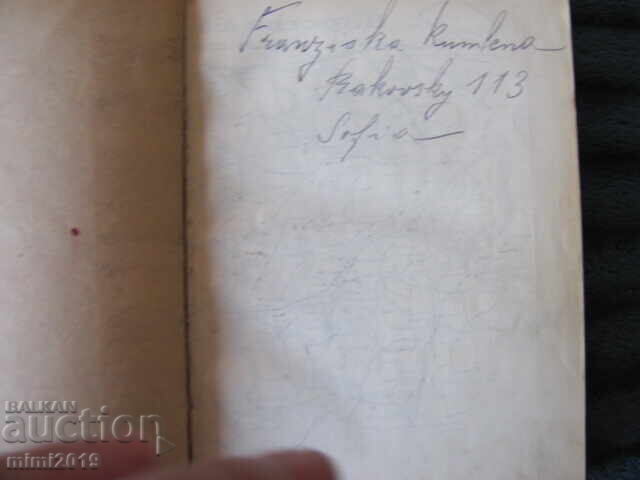 Franziska Kumlena
Rakovsky 113
Sofia
BALKAN
auction
mimi2019